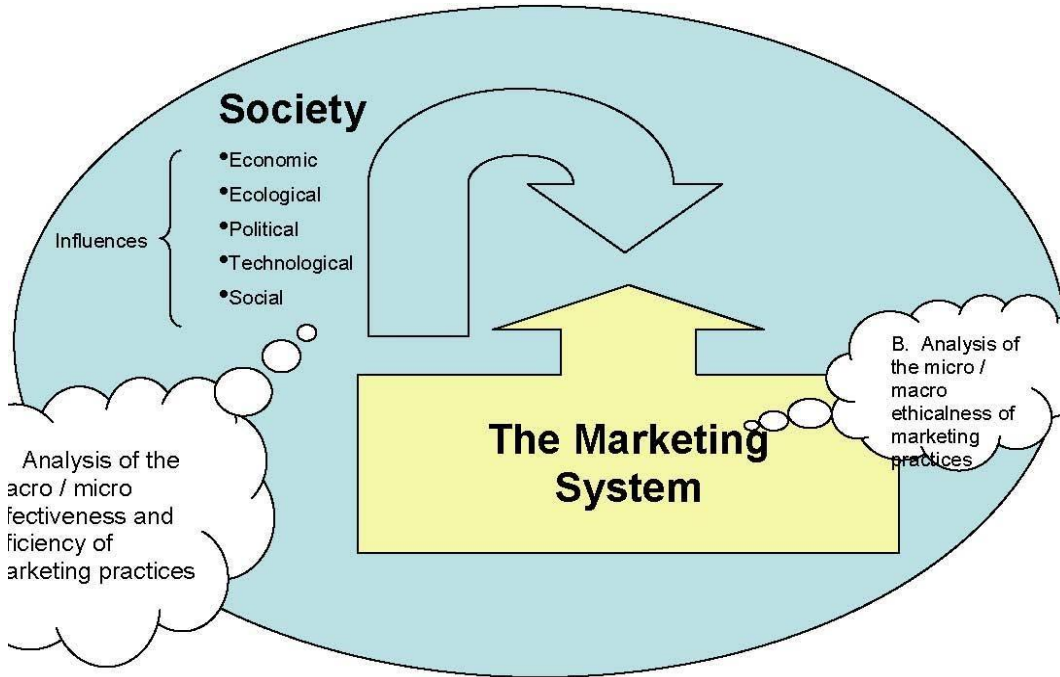 Society
•Economic
•Ecological
•Political
•Technological
•Social
Influences
Analysis of the
acro / micro
fectiveness and
ficiency of
arketing practices
The Marketing
System
B. Analysis of
the micro /
macro
ethicalness of
marketing
practices